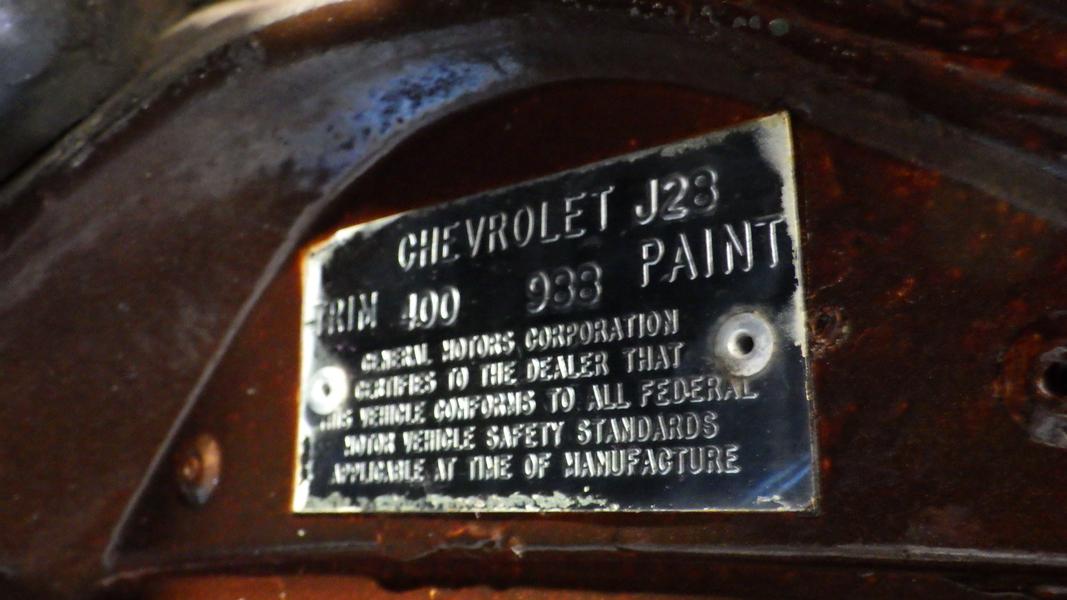 CHEVROLET J28
TRIM 400 988 PAINT
GENERAL MOTORS CORPORATION
CERTIFIES TO THE DEALER THAT
THIS VEHICLE CONFORMS TO ALL FEDERAL
MOTOR VEHICLE SAFETY STANDARDS
APPLICABLE AT TIME OF MANUFACTURE